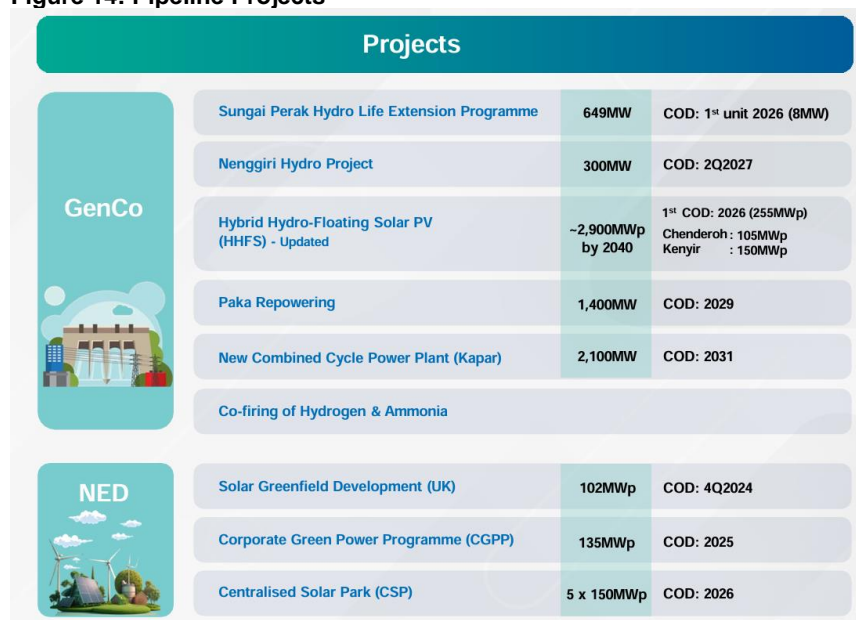 Figure 14: Pipeline Projects
Projects
GenCo
Sungai Perak Hydro Life Extension Programme 649MW COD: 1st unit 2026 (8MW)
Nenggiri Hydro Project 300MW COD: 2Q2027
Hybrid Hydro-Floating Solar PV
(HHFS) - Updated
~2,900MWp
by 2040
1st COD: 2026 (255MWp)
Chenderoh : 105MWp
Kenyir : 150MWp
Paka Repowering 1,400MW COD: 2029
New Combined Cycle Power Plant (Kapar) 2,100MW COD: 2031
Co-firing of Hydrogen & Ammonia
NED
Solar Greenfield Development (UK) 102MWp COD: 4Q2024
Corporate Green Power Programme (CGPP) 135MWp COD: 2025
Centralised Solar Park (CSP) 5 x 150MWp COD: 2026